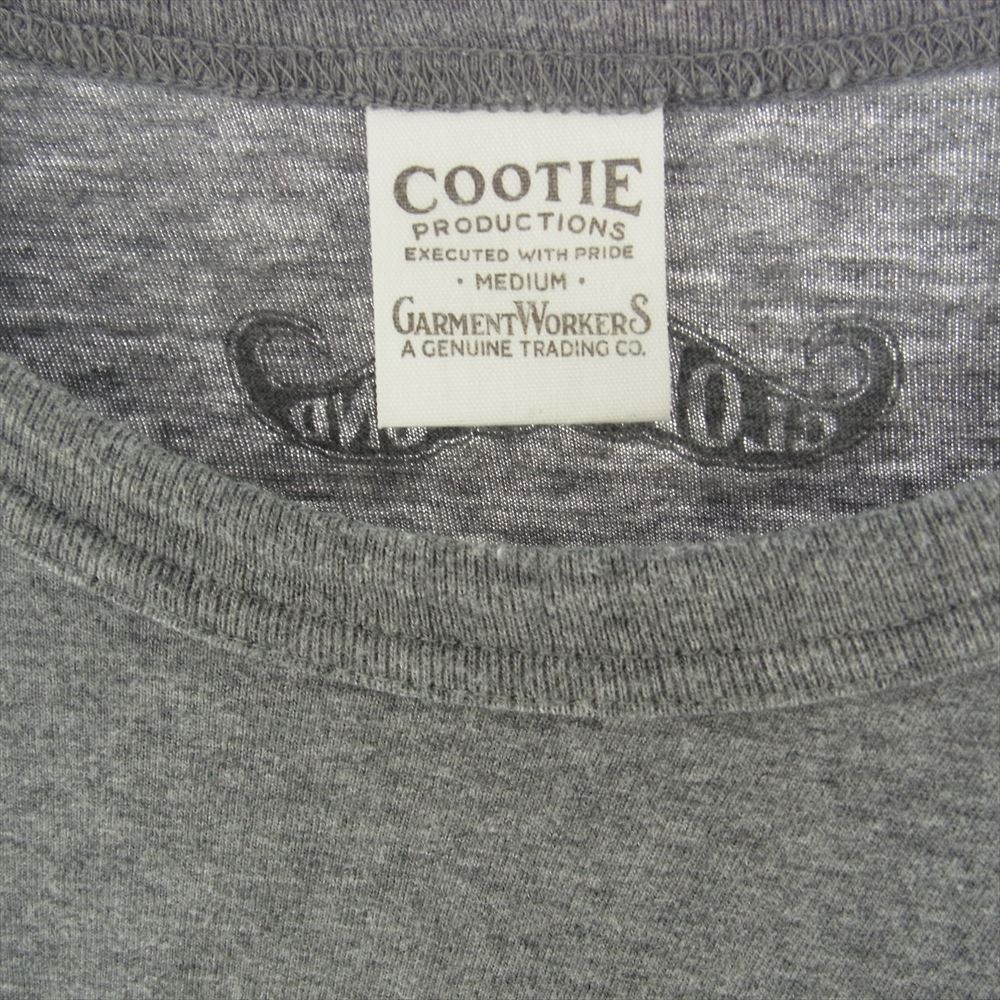 COOTIE
PRODUCTIONS
EXECUTED WITH PRIDE
· MEDIUM ·
GARMENTWORKERS
A GENUINE TRADING CO.